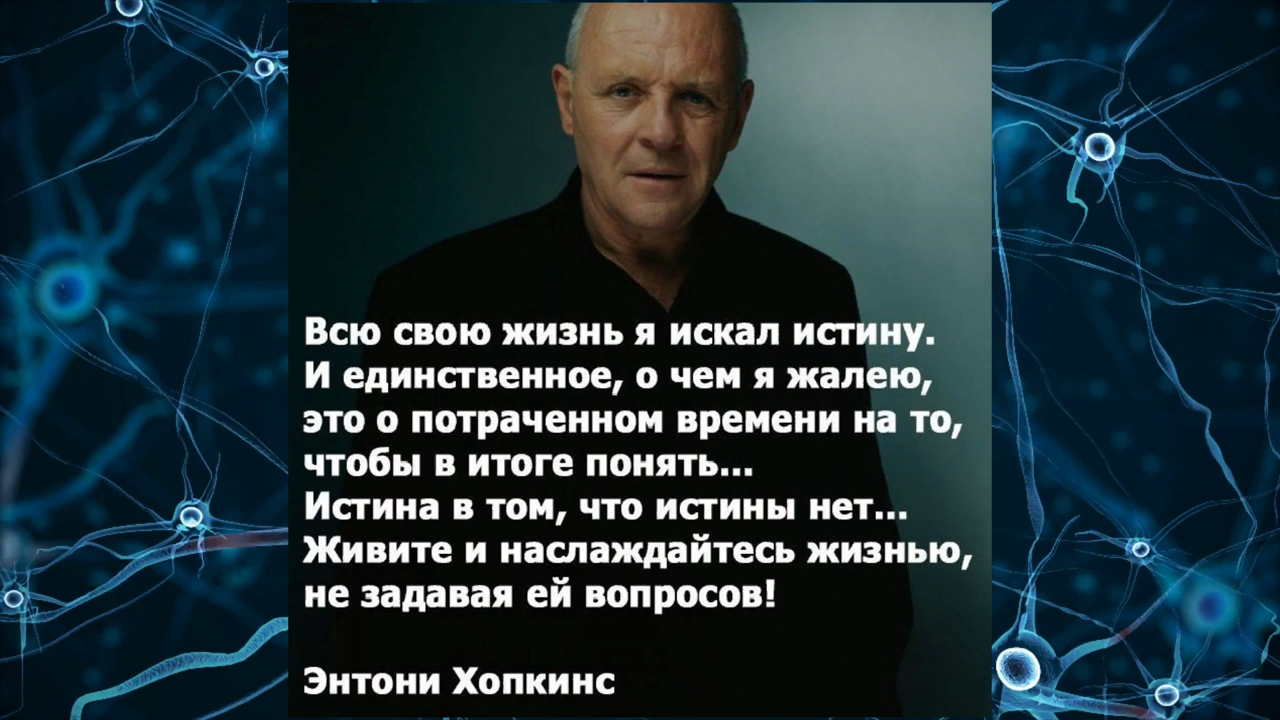 Всю свою жизнь я искал истину.
И единственное, о чем я жалею,
это о потраченном времени на то,
чтобы в итоге понять...
Истина в том, что истины нет...
Живите и наслаждайтесь жизнью,
не задавая ей вопросов!
Энтони Хопкинс